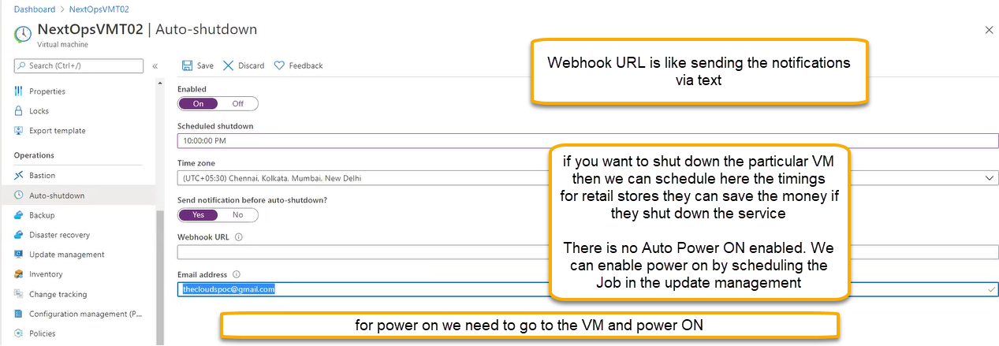 Dashboard > NextOpsVMT02
NextOpsVMT02 | Auto-shutdown
Virtual machine
Search (Ctrl+/)
«
Properties
Locks
Export template
Operations
Bastion
Auto-shutdown
Backup
Disaster recovery
Update management
Inventory
Change tracking
Configuration management (P...
Policies
Save Discard Feedback
Enabled
On Off
Scheduled shutdown
10:00:00 PM
Time zone
(UTC+05:30) Chennai, Kolkata, Mumbai, New Delhi
Send notification before auto-shutdown?
Yes No
Webhook URL
Email address
thecloudspoc@gmail.com
Webhook URL is like sending the notifications
via text
if you want to shut down the particular VM
then we can schedule here the timings
for retail stores they can save the money if
they shut down the service
There is no Auto Power ON enabled. We
can enable power on by scheduling the
Job in the update management
for power on we need to go to the VM and power ON